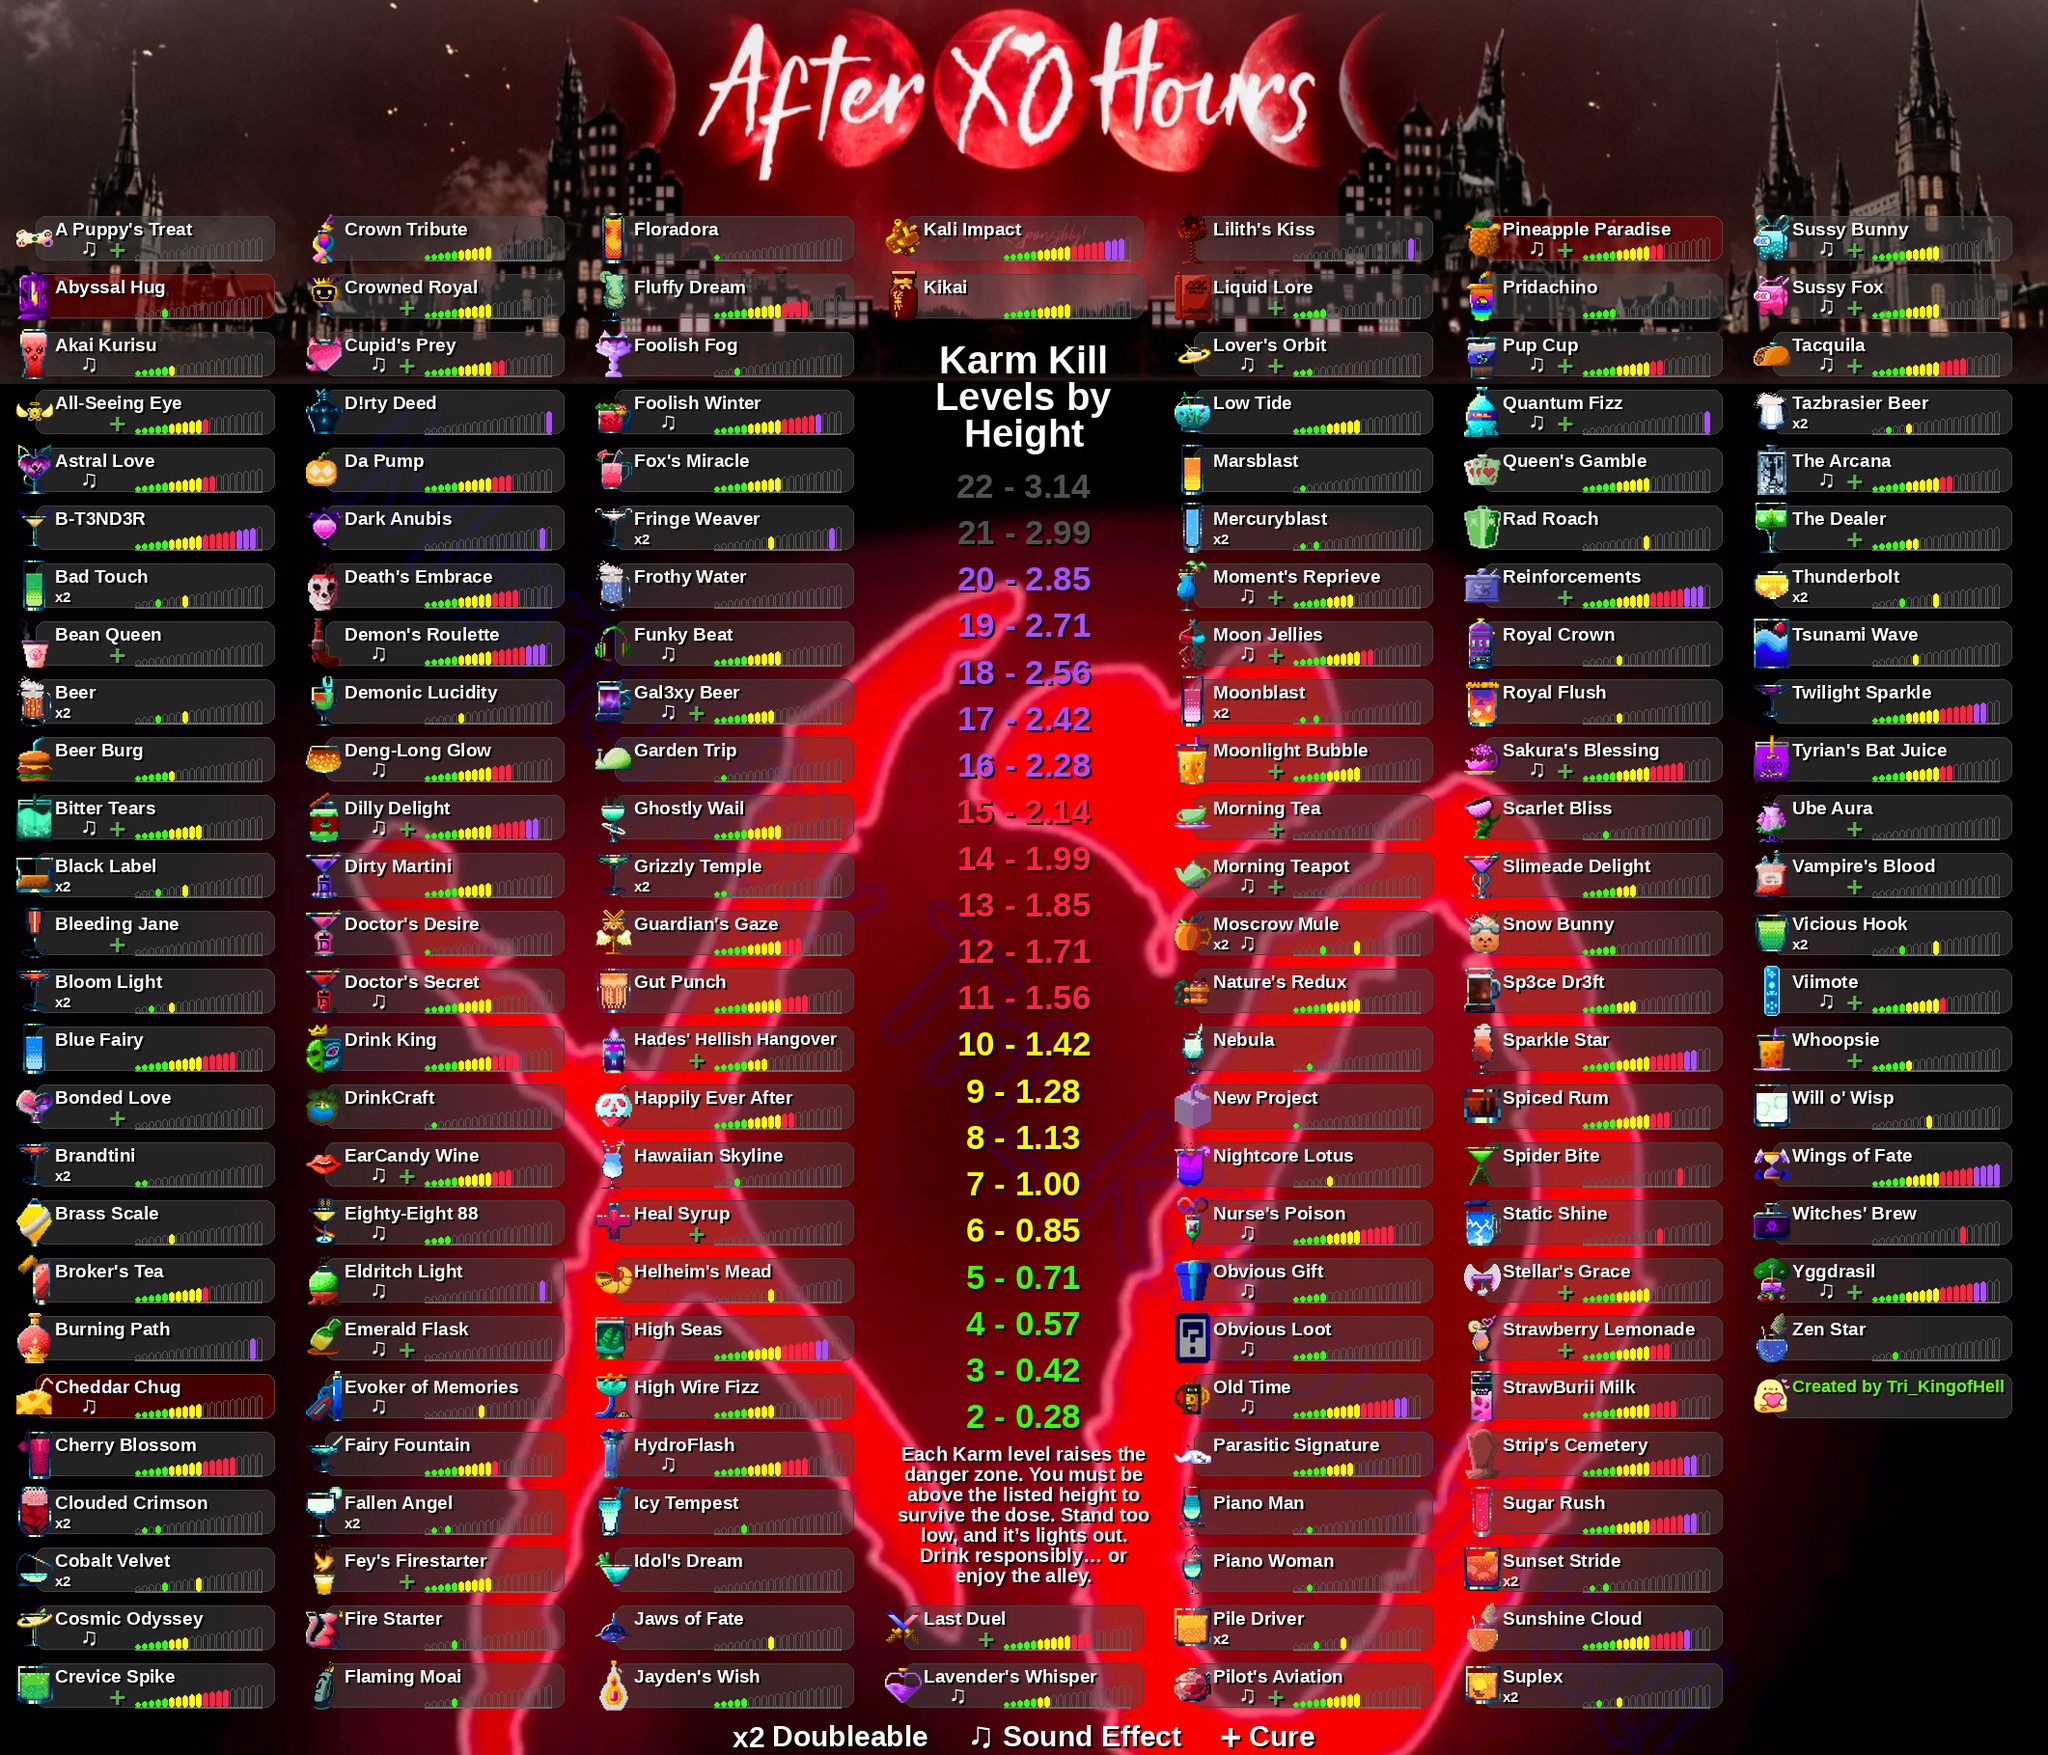 After XO Hours
A Puppy's Treat
♫ +
Abyssal Hug
Akai Kurisu
♫
All-Seeing Eye
+
Astral Love
♫
B-T3ND3R
Bad Touch
x2
Bean Queen
+
Beer
x2
Beer Burg
Bitter Tears
♫ +
Black Label
x2
Bleeding Jane
+
Bloom Light
x2
Blue Fairy
Bonded Love
+
Brandtini
x2
Brass Scale
Broker's Tea
Burning Path
Cheddar Chug
♫
Cherry Blossom
Clouded Crimson
x2
Cobalt Velvet
x2
Cosmic Odyssey
♫
Crevice Spike
+
Crown Tribute
Crowned Royal
+
Cupid's Prey
♫ +
D!rty Deed
Da Pump
Dark Anubis
Death's Embrace
Demon's Roulette
♫
Demonic Lucidity
Deng-Long Glow
♫
Dilly Delight
♫ +
Dirty Martini
Doctor's Desire
Doctor's Secret
♫
Drink King
DrinkCraft
EarCandy Wine
♫ +
Eighty-Eight 88
♫
Eldritch Light
♫
Emerald Flask
♫ +
Evoker of Memories
Fairy Fountain
Fallen Angel
x2
Fey's Firestarter
+
Fire Starter
Flaming Moai
Floradora
Fluffy Dream
Foolish Fog
Foolish Winter
♫
Fox's Miracle
Fringe Weaver
x2
Frothy Water
Funky Beat
♫
Gal3xy Beer
♫ +
Garden Trip
Ghostly Wail
Grizzly Temple
x2
Guardian's Gaze
Gut Punch
Hades' Hellish Hangover
+
Happily Ever After
Hawaiian Skyline
Heal Syrup
+
Helheim's Mead
High Seas
High Wire Fizz
HydroFlash
♫
Icy Tempest
Idol's Dream
Jaws of Fate
Jayden's Wish
Kali Impact
Kikai
Karm Kill
Levels by
Height
22 - 3.14
21 - 2.99
20 - 2.85
19 - 2.71
18 - 2.56
17 - 2.42
16 - 2.28
15 - 2.14
14 - 1.99
13 - 1.85
12 - 1.71
11 - 1.56
10 - 1.42
9 - 1.28
8 - 1.13
7 - 1.00
6 - 0.85
5 - 0.71
4 - 0.57
3 - 0.42
2 - 0.28
Each Karm level raises the
danger zone. You must be
above the listed height to
survive the dose. Stand too
low, and it's lights out.
Drink responsibly... or
enjoy the alley.
Last Duel
+
Lavender's Whisper
♫
Lilith's Kiss
Liquid Lore
+
Lover's Orbit
♫ +
Low Tide
Marsblast
Mercuryblast
x2
Moment's Reprieve
♫ +
Moon Jellies
♫ +
Moonblast
x2
Moonlight Bubble
+
Morning Tea
+
Morning Teapot
♫ +
Moscrow Mule
x2 ♫
Nature's Redux
Nebula
New Project
Nightcore Lotus
Nurse's Poison
Obvious Gift
♫
Obvious Loot
♫
Old Time
♫
Parasitic Signature
Piano Man
Piano Woman
Pile Driver
x2
Pilot's Aviation
♫ +
Pineapple Paradise
♫ +
Pridachino
Pup Cup
♫ +
Quantum Fizz
♫ +
Queen's Gamble
Rad Roach
Reinforcements
+
Royal Crown
Royal Flush
Sakura's Blessing
♫ +
Scarlet Bliss
Slimeade Delight
Snow Bunny
Sp3ce Dr3ft
Sparkle Star
Spiced Rum
Spider Bite
Static Shine
Stellar's Grace
+
Strawberry Lemonade
+
StrawBurii Milk
Strip's Cemetery
Sugar Rush
Sunset Stride
x2
Sunshine Cloud
Suplex
x2
Sussy Bunny
♫ +
Sussy Fox
♫ +
Tacquila
♫ +
Tazbrasier Beer
x2
The Arcana
♫ +
The Dealer
+
Thunderbolt
x2
Tsunami Wave
Twilight Sparkle
Tyrian's Bat Juice
Ube Aura
+
Vampire's Blood
+
Vicious Hook
x2
Viimote
♫ +
Whoopsie
+
Will o' Wisp
Wings of Fate
Witches' Brew
Yggdrasil
♫ +
Zen Star
Created by Tri_KingofHell
x2 Doubleable ♫ Sound Effect + Cure